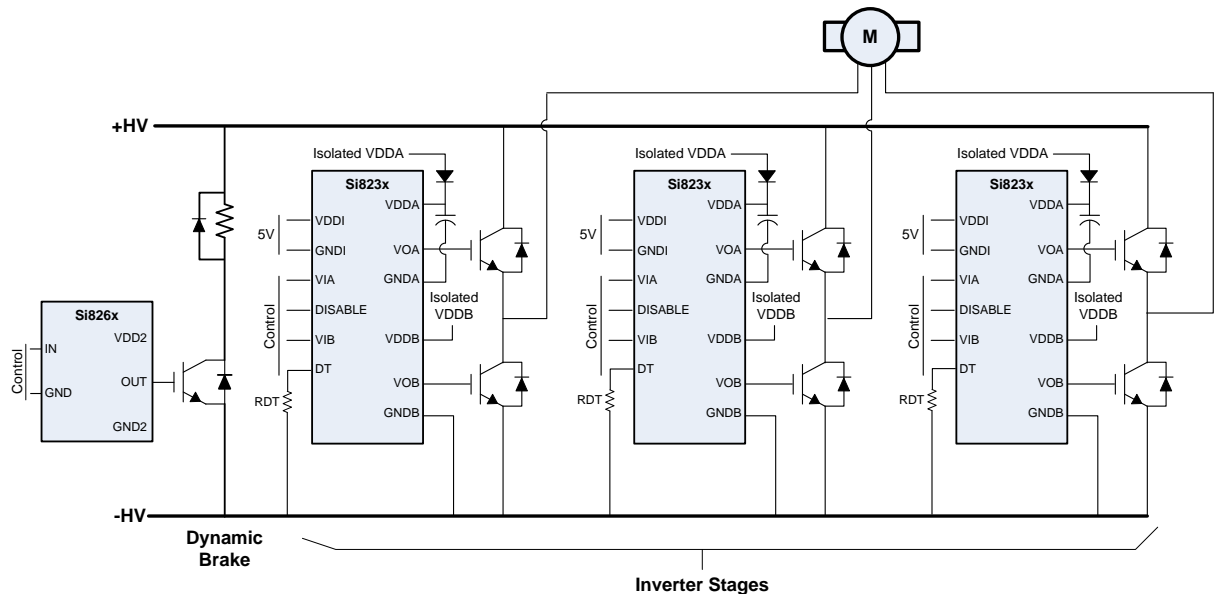 M
+HV
Isolated VDDA
Si823x
VDDA
VDDI
5V
GNDI
VOA
VIA
GNDA
Control
DISABLE
Isolated
VDDB
VIB
VDDB
DT
VOB
RDT
GNDB
Isolated VDDA
Si823x
VDDA
VDDI
5V
GNDI
VOA
VIA
GNDA
Control
DISABLE
Isolated
VDDB
VIB
VDDB
DT
VOB
RDT
GNDB
Isolated VDDA
Si823x
VDDA
VDDI
5V
GNDI
VOA
VIA
GNDA
Control
DISABLE
Isolated
VDDB
VIB
VDDB
DT
VOB
RDT
GNDB
Si826x
VDD2
IN
Control
OUT
GND
GND2
-HV
Dynamic
Brake
Inverter Stages